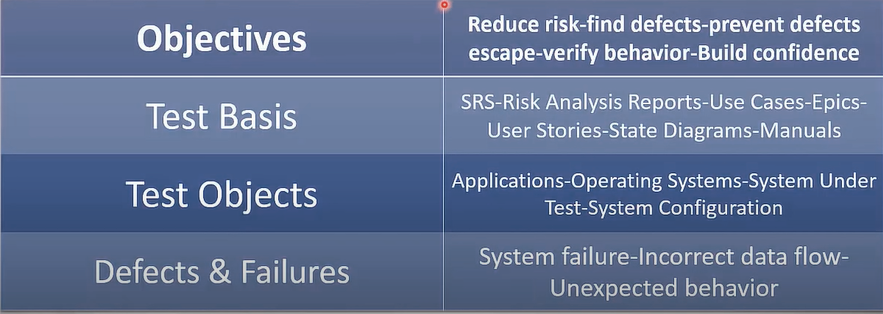 Objectives
Reduce risk-find defects-prevent defects
escape-verify behavior-Build confidence
Test Basis
SRS-Risk Analysis Reports-Use Cases-Epics-
User Stories-State Diagrams-Manuals
Test Objects
Applications-Operating Systems-System Under
Test-System Configuration
Defects & Failures
System failure-Incorrect data flow-
Unexpected behavior